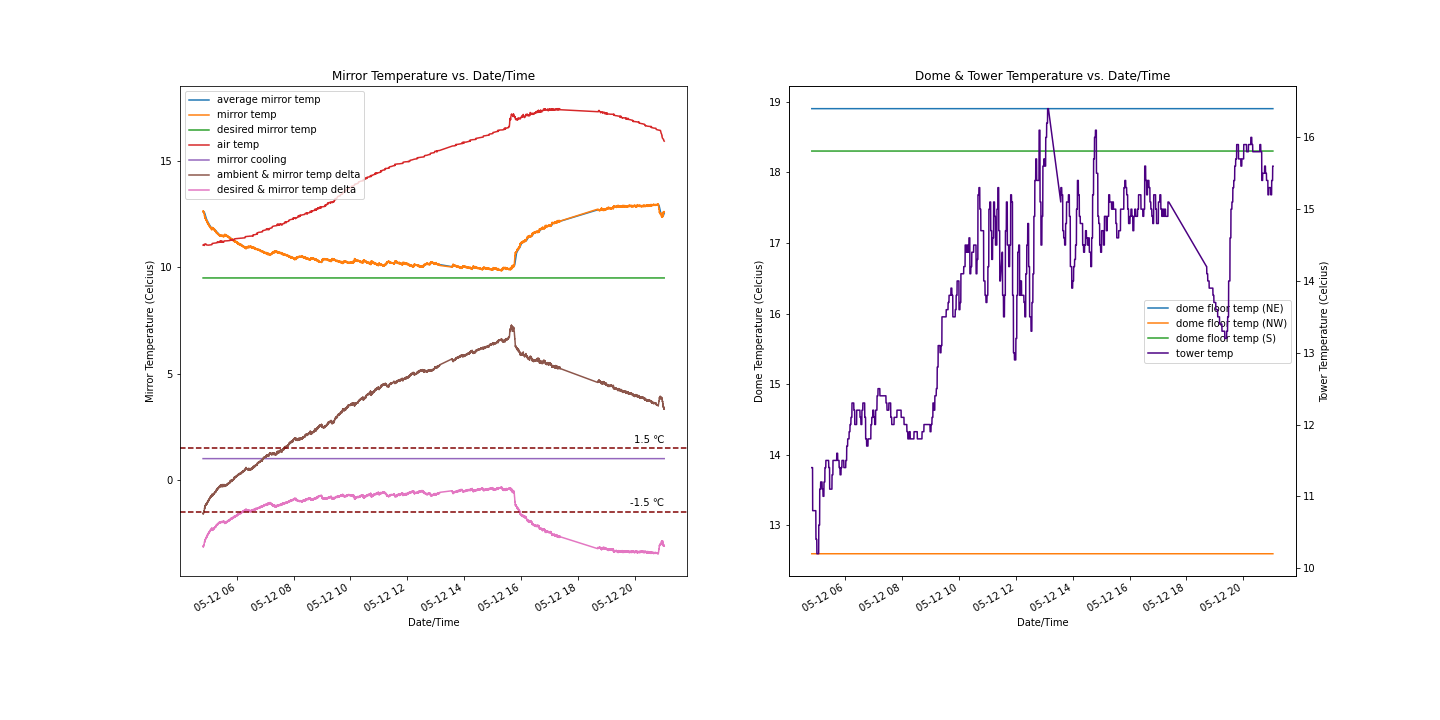 Mirror Temperature vs. Date/Time
average mirror temp
mirror temp
desired mirror temp
air temp
mirror cooling
ambient & mirror temp delta
desired & mirror temp delta
Mirror Temperature (Celcius)
15
10
5
0
1.5 °C
-1.5 °C
05-12 06
05-12 08
05-12 10
05-12 12
05-12 14
05-12 16
05-12 18
05-12 20
Date/Time
Dome & Tower Temperature vs. Date/Time
Dome Temperature (Celcius)
19
18
17
16
15
14
13
dome floor temp (NE)
dome floor temp (NW)
dome floor temp (S)
tower temp
16
15
14
13
12
11
10
Tower Temperature (Celcius)
05-12 06
05-12 08
05-12 10
05-12 12
05-12 14
05-12 16
05-12 18
05-12 20
Date/Time